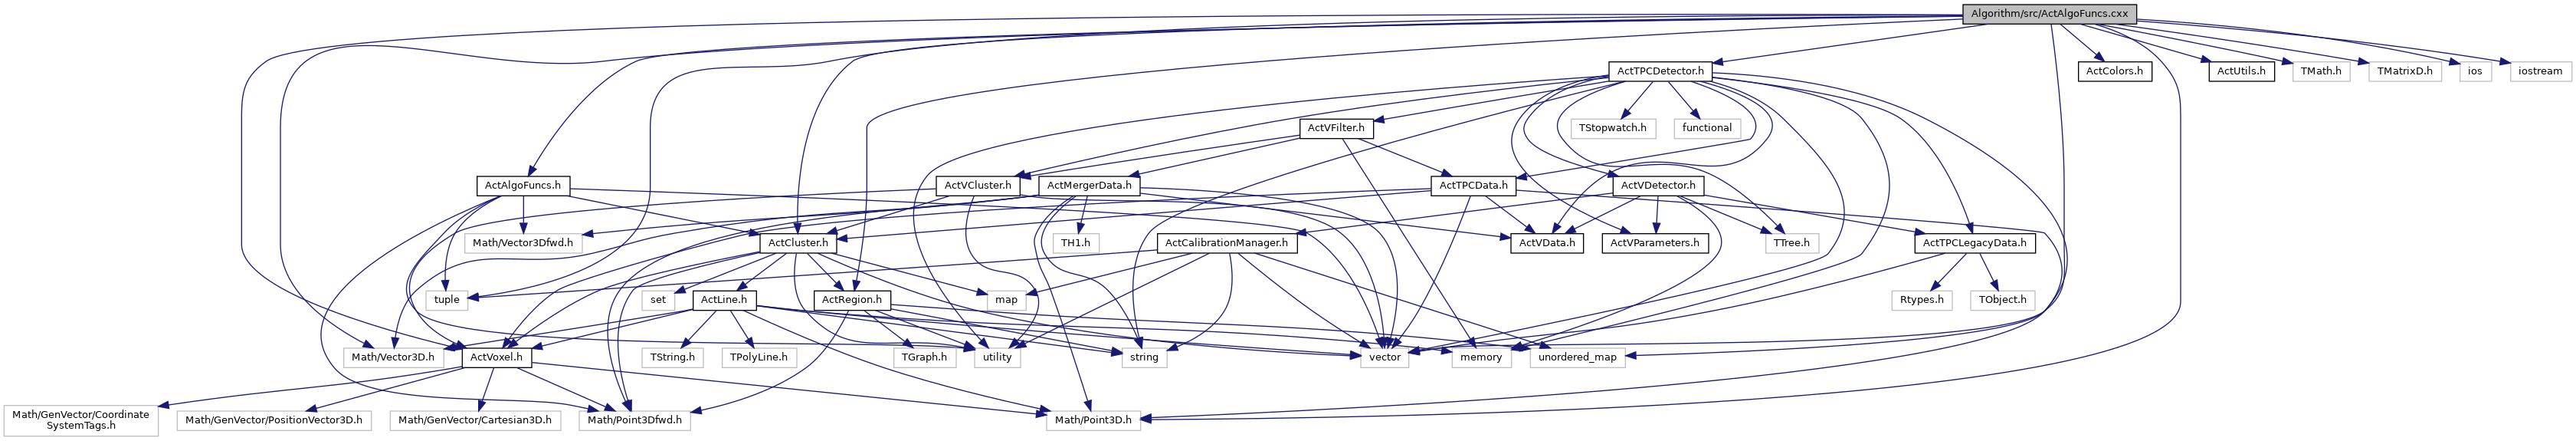 Algorithm/src/ActAlgoFuncs.cxx
ActTPCDetector.h
ActColors.h
ActUtils.h
TMath.h
TMatrixD.h
ios
iostream
ActVFilter.h
TStopwatch.h
functional
ActAlgoFuncs.h
ActVCluster.h
ActMergerData.h
ActTPCData.h
ActVDetector.h
Math/Vector3Dfwd.h
ActCluster.h
TH1.h
ActCalibrationManager.h
ActVData.h
ActVParameters.h
TTree.h
ActTPCLegacyData.h
tuple
set
ActLine.h
ActRegion.h
map
Rtypes.h
TObject.h
Math/Vector3D.h
ActVoxel.h
TString.h
TPolyLine.h
TGraph.h
utility
string
vector
memory
unordered_map
Math/GenVector/Coordinate
SystemTags.h
Math/GenVector/PositionVector3D.h
Math/GenVector/Cartesian3D.h
Math/Point3Dfwd.h
Math/Point3D.h